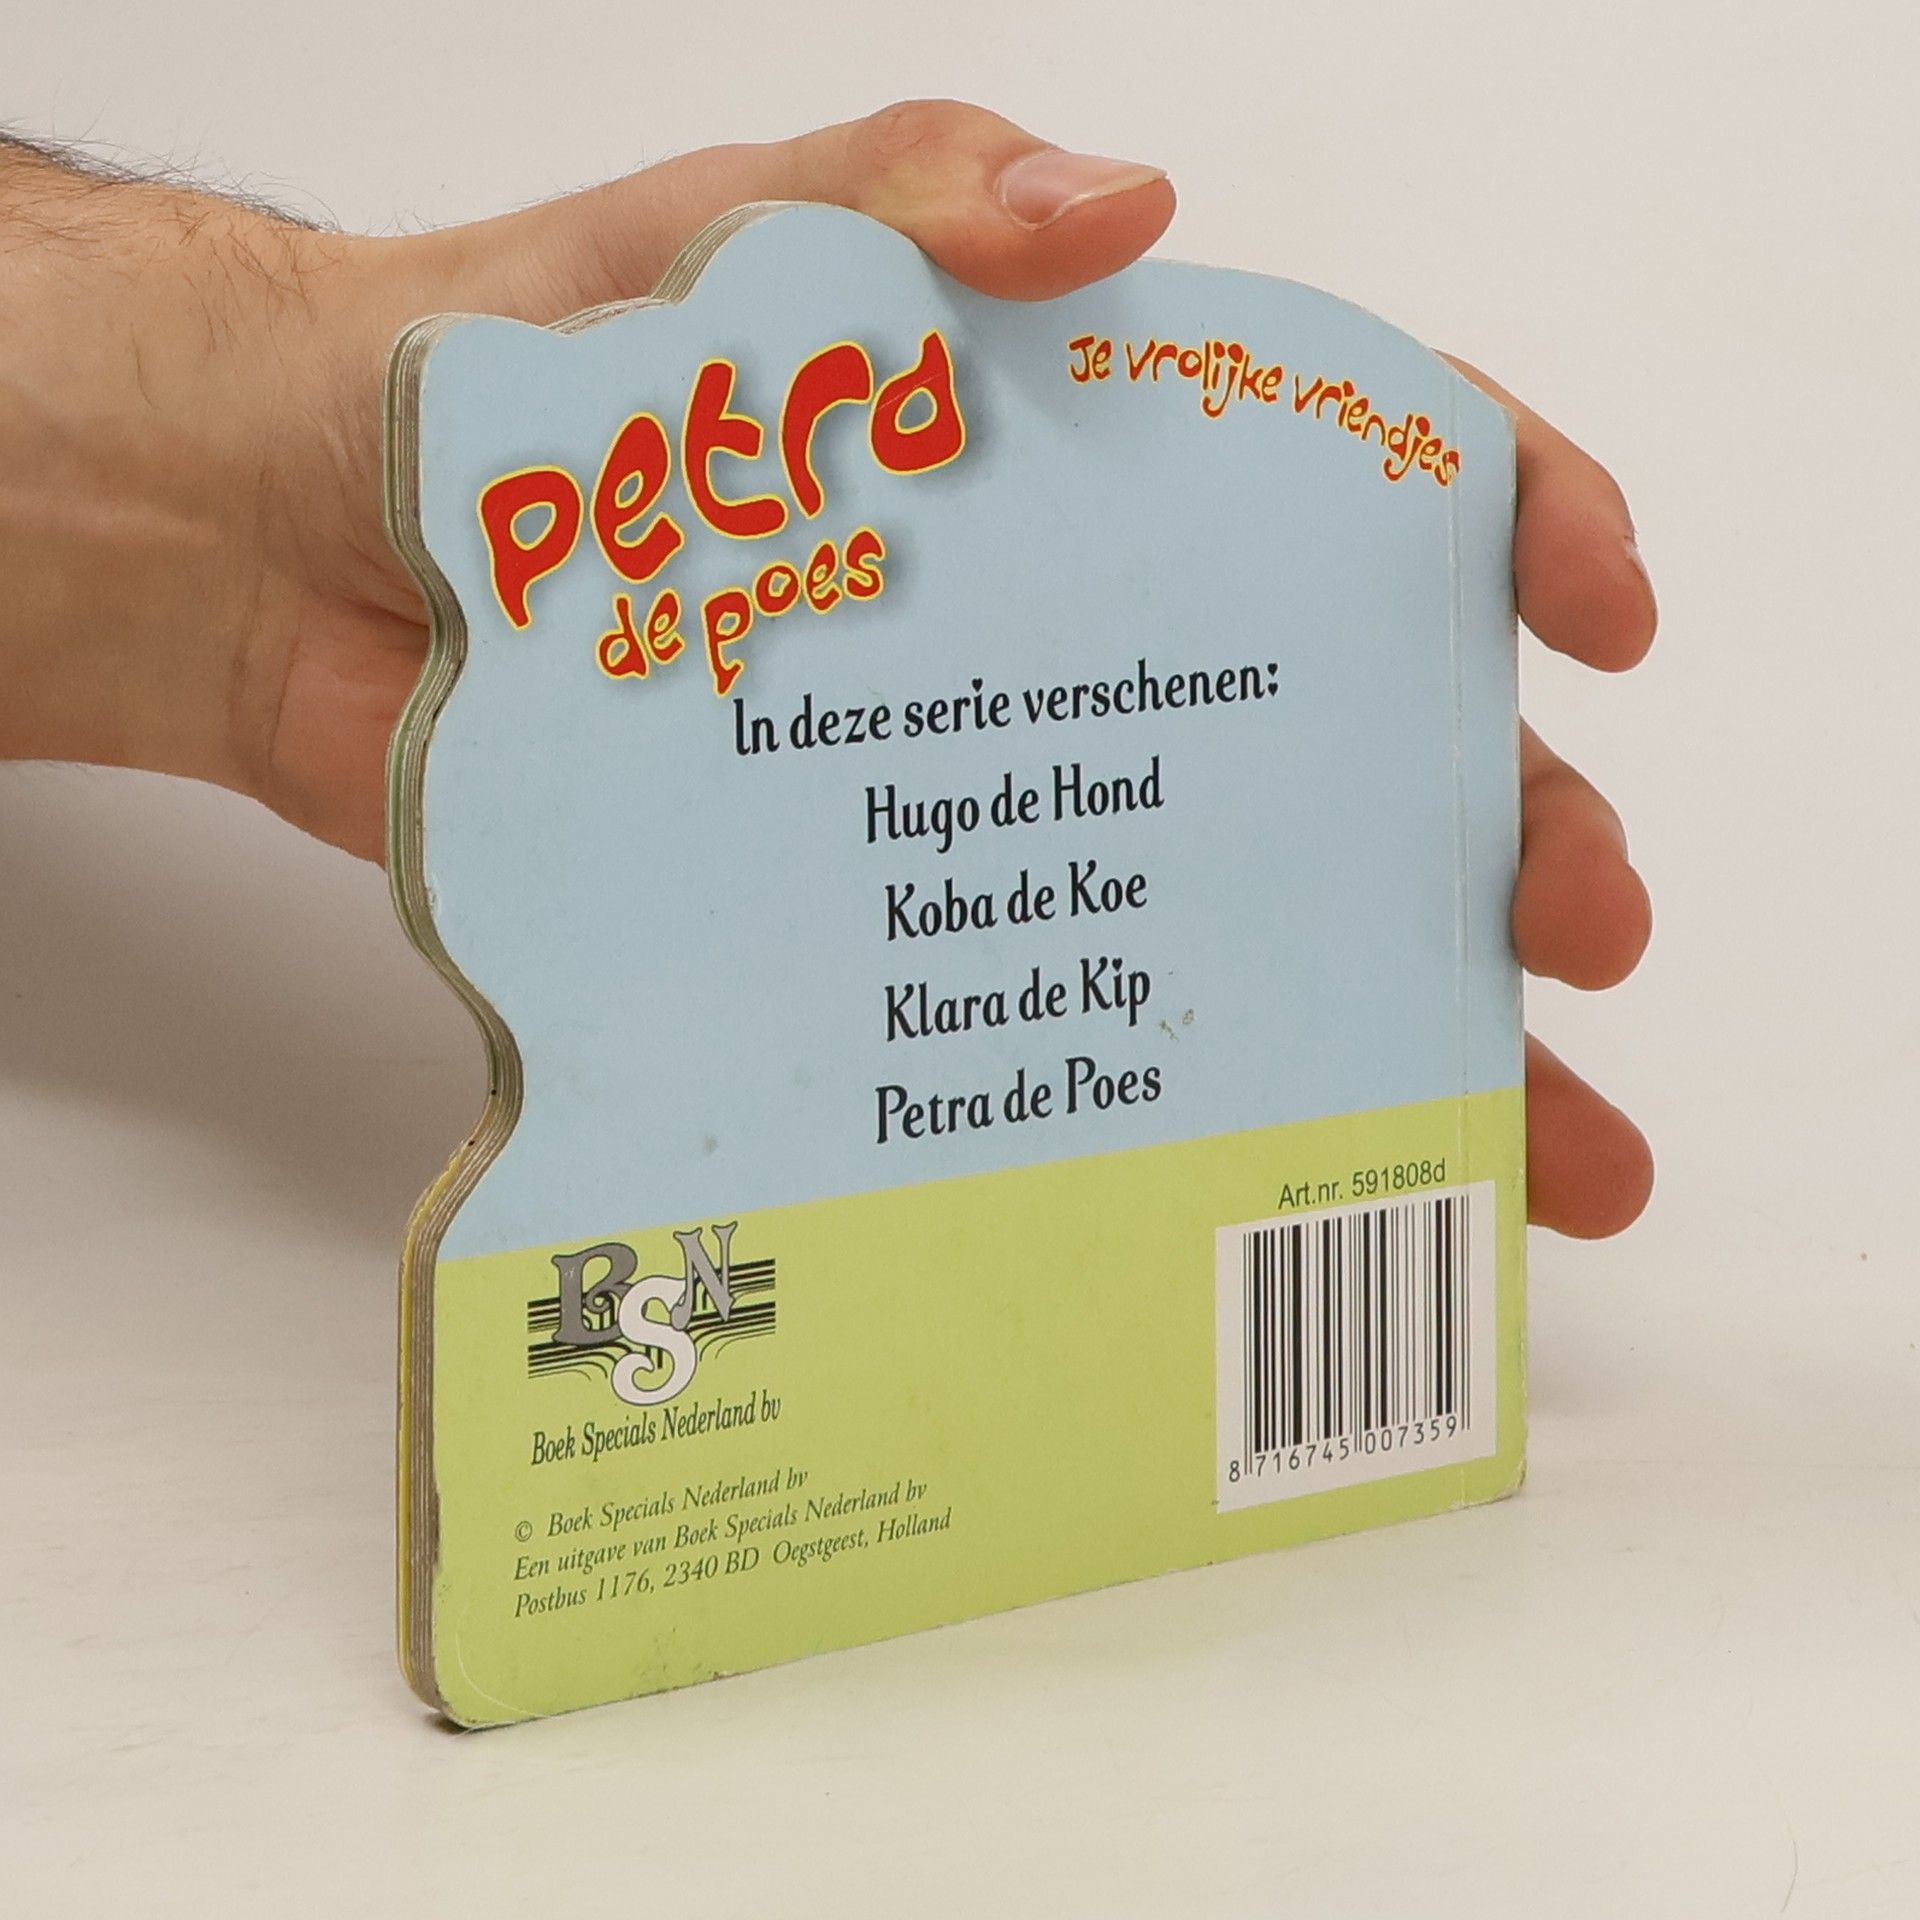 Petra
de poes
Je vrolijke vriendjes
In deze serie verschenen:
Hugo de Hond
Koba de Koe
Klara de Kip
Petra de Poes
Art.nr. 591808d
8 716745 007359
BSN
Boek Specials Nederland bv
© Boek Specials Nederland bv
Een uitgave van Boek Specials Nederland bv
Postbus 1176, 2340 BD Oegstgeest, Holland